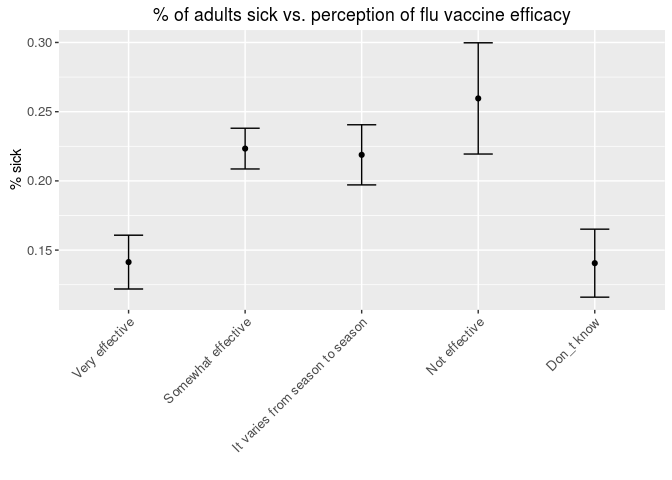 % of adults sick vs. perception of flu vaccine efficacy
% sick
0.30
0.25
0.20
0.15
Very effective
Somewhat effective
It varies from season to season
Not effective
Don_t know